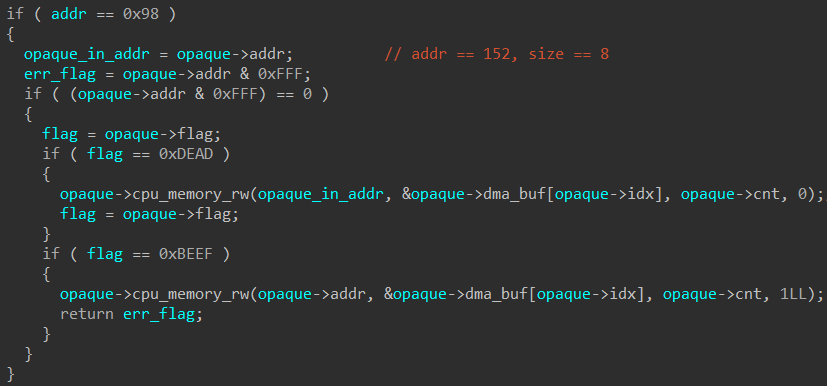 if ( addr == 0x98 )
{
  opaque_in_addr = opaque->addr;          // addr == 152, size == 8
  err_flag = opaque->addr & 0xFFF;
  if ( (opaque->addr & 0xFFF) == 0 )
  {
    flag = opaque->flag;
    if ( flag == 0xDEAD )
    {
      opaque->cpu_memory_rw(opaque_in_addr, &opaque->dma_buf[opaque->idx], opaque->cnt, 0);
      flag = opaque->flag;
    }
    if ( flag == 0xBEEF )
    {
      opaque->cpu_memory_rw(opaque->addr, &opaque->dma_buf[opaque->idx], opaque->cnt, 1LL);
      return err_flag;
    }
  }
}